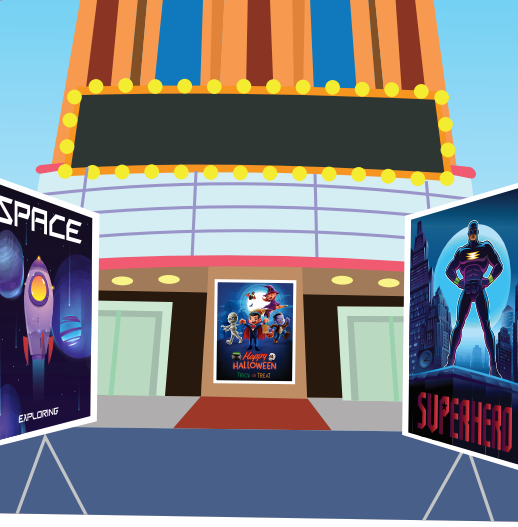 SPACE
EXPLORING
Happy
HALLOWEEN
TRICK OR TREAT
SUPERHERO